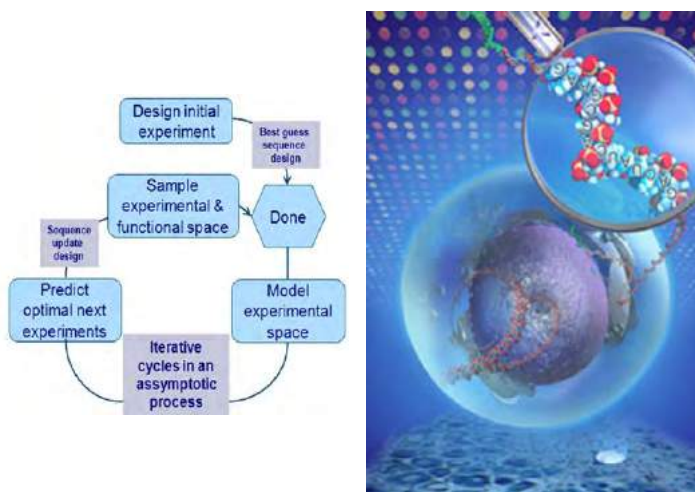 Design initial
experiment
Best guess
sequence
design
Sample
experimental &
functional space
Done
Sequence
update
design
Predict
optimal next
experiments
Model
experimental
space
Iterative
cycles in an
assymptotic
process